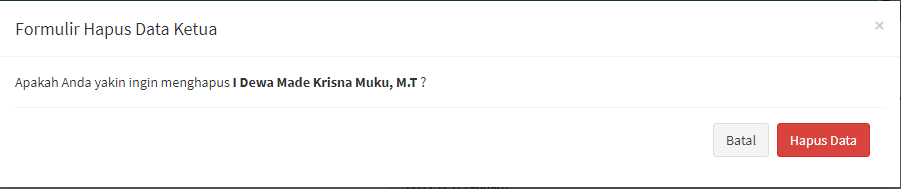 Formulir Hapus Data Ketua
×
Apakah Anda yakin ingin menghapus I Dewa Made Krisna Muku, M.T ?
Batal
Hapus Data